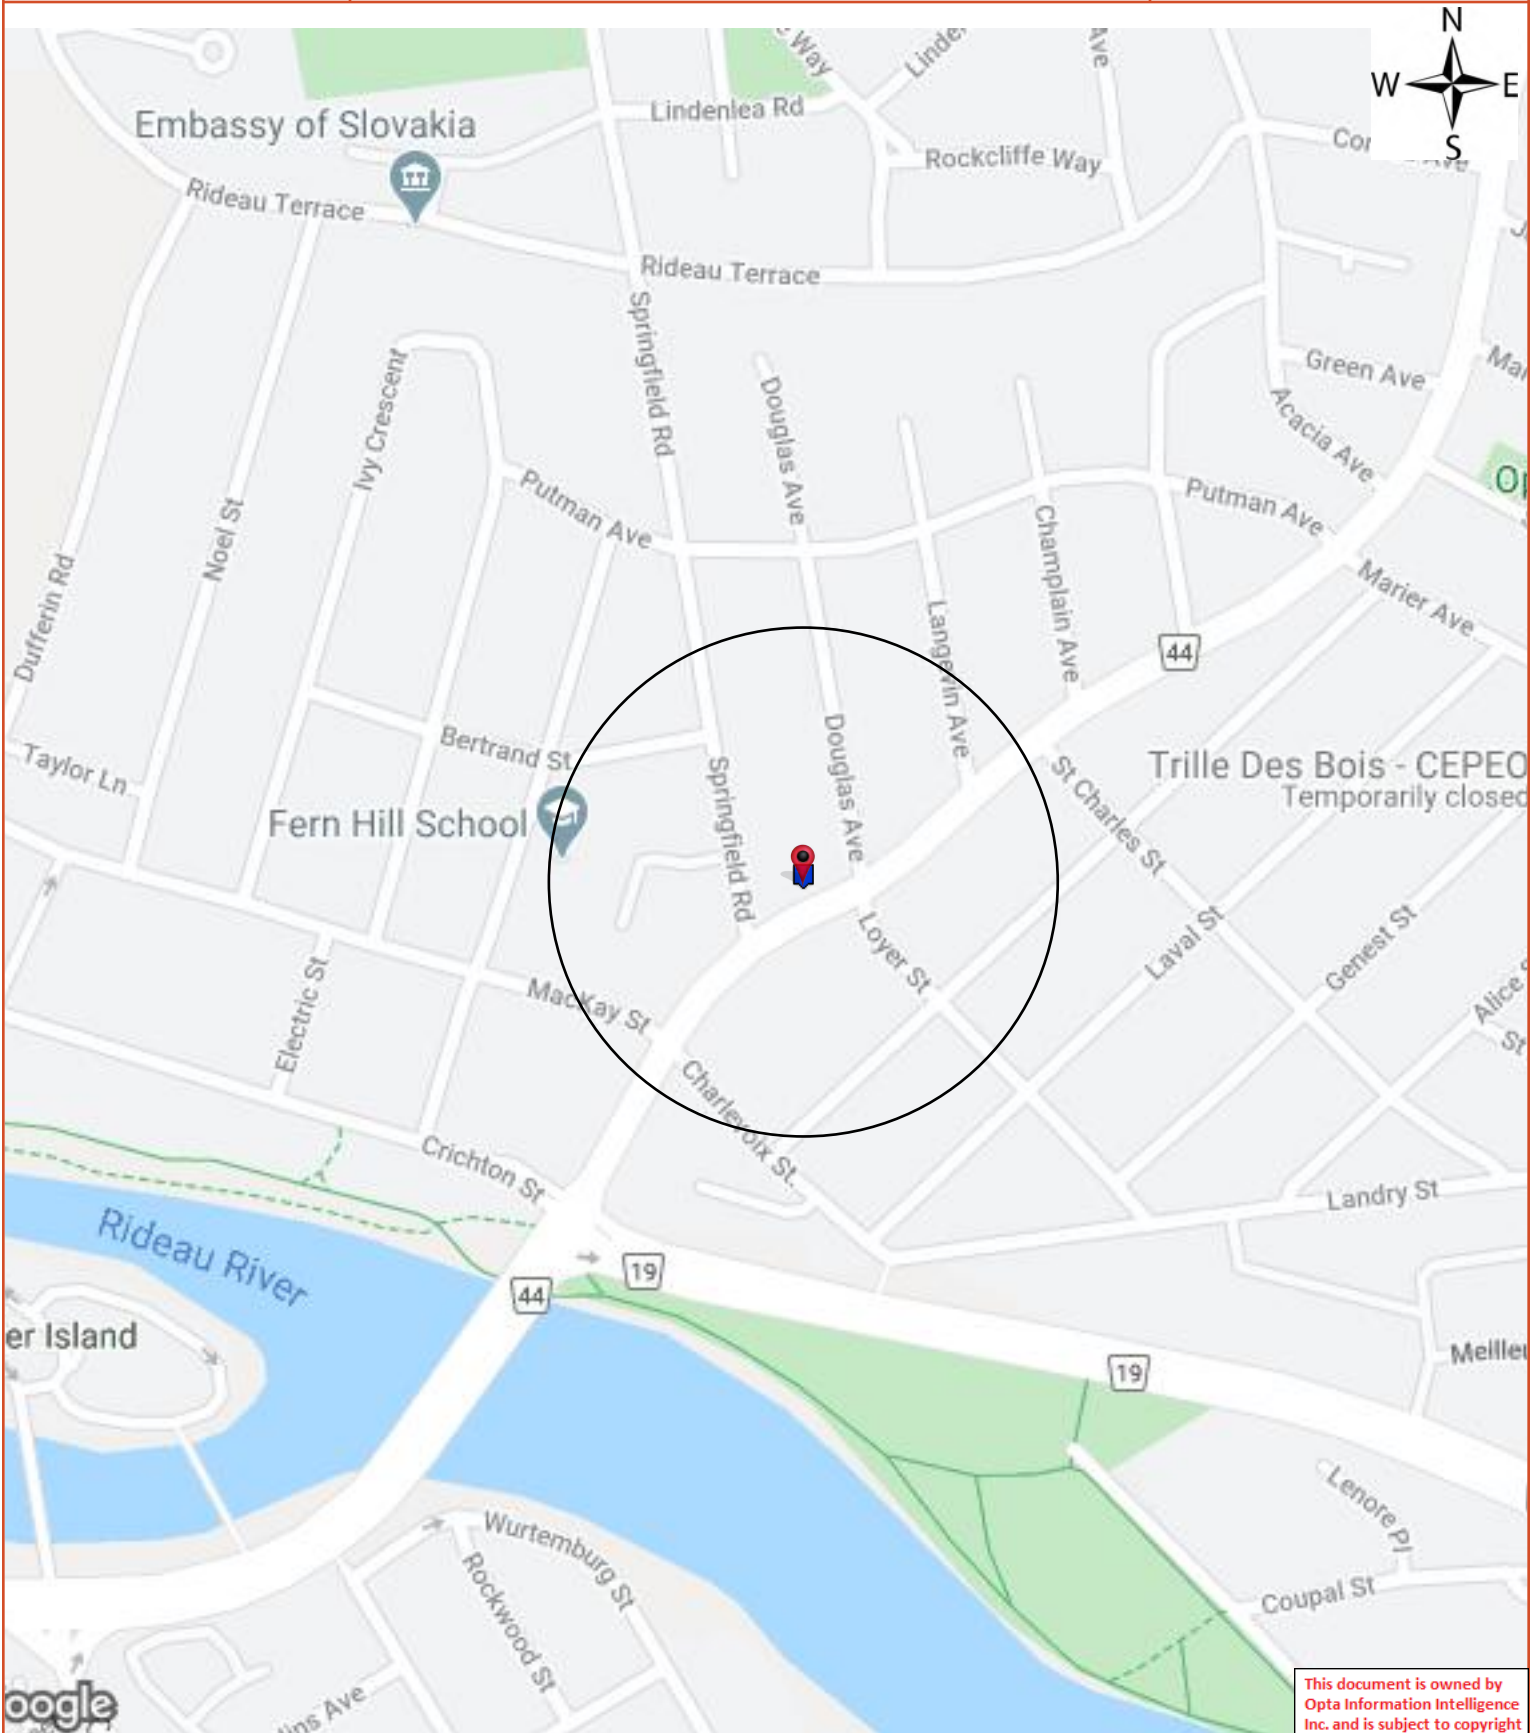 N
W E
S
Way
Ave
Lindenlea Rd
Embassy of Slovakia
Rockcliffe Way
Rideau Terrace
Rideau Terrace
Springfield Rd
Green Ave
Ivy Crescent
Douglas Ave
Acacia Ave
Putman Ave
Putman Ave
Noel St
Champlain Ave
Dufferin Rd
Marier Ave
Langevin Ave
44
Bertrand St
Douglas Ave
Taylor Ln
Springfield Rd
St Charles St
Trille Des Bois - CEPEO
Temporarily closed
Fern Hill School
Loyer St
Laval St
Genest St
Electric St
MacKay St
Alice
St
Charlevoix St
Crichton St
Landry St
Rideau River
19
44
er Island
19
Lenore Pl
Wurtemburg St
Rockwood St
Coupal St
oogle
This document is owned by
Opta Information Intelligence
Inc. and is subject to copyright